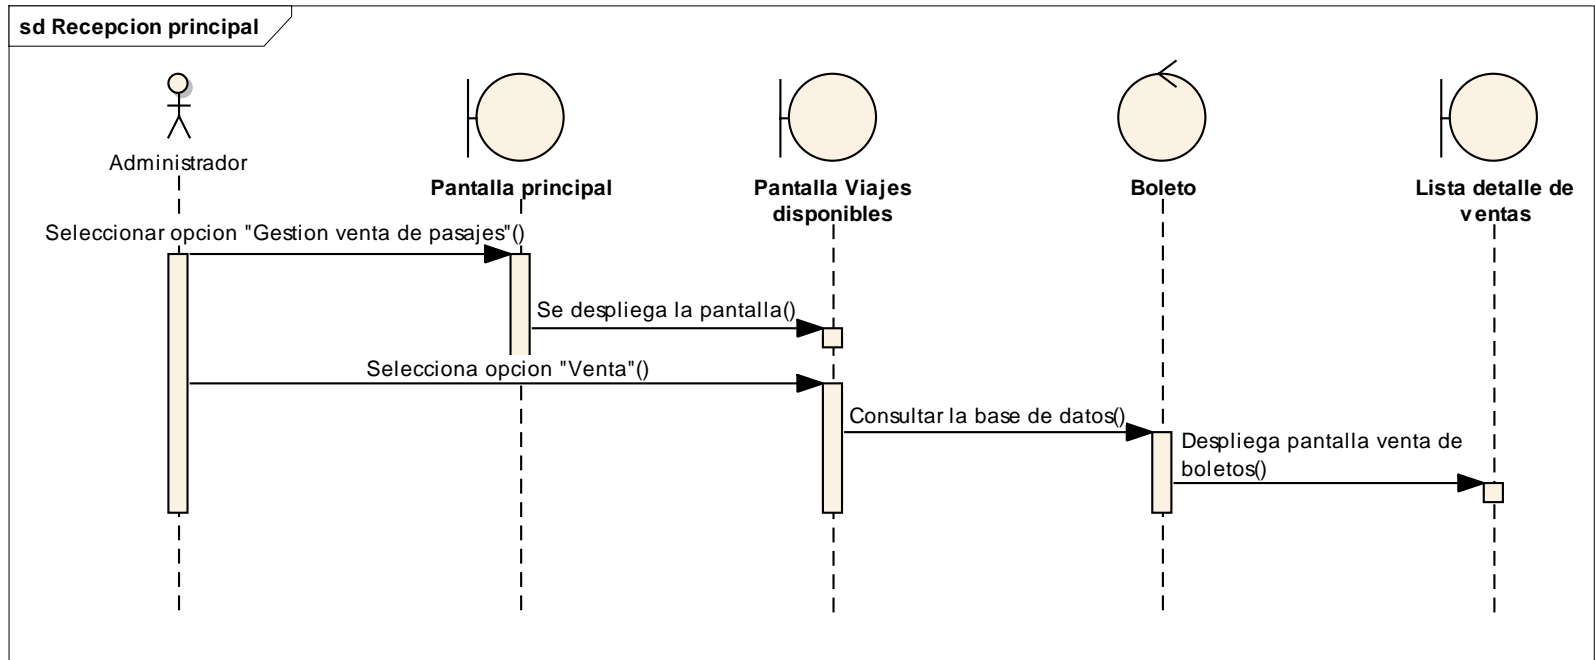 sd Recepcion principal
Administrador
Pantalla principal
Pantalla Viajes
disponibles
Boleto
Lista detalle de
ventas
Seleccionar opcion "Gestion venta de pasajes"()
Se despliega la pantalla()
Selecciona opcion "Venta"()
Consultar la base de datos()
Despliega pantalla venta de
boletos()